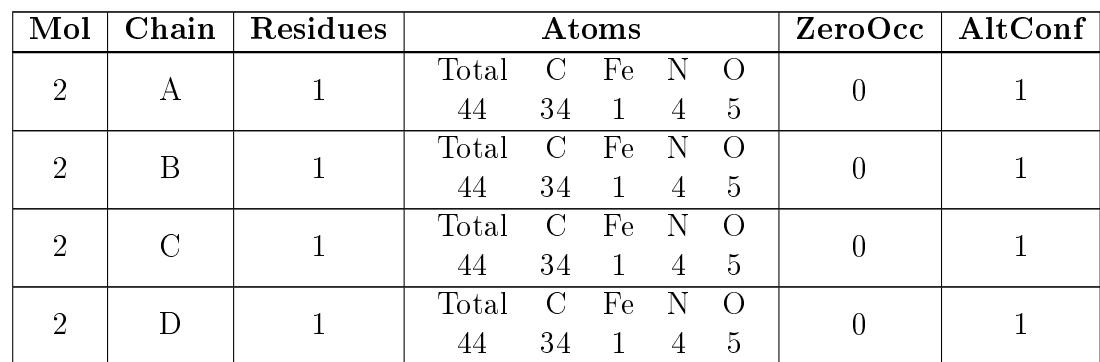 Mol Chain Residues Atoms ZeroOcc AltConf
2 A 1 Total C Fe N O 0 1
44 34 1 4 5
2 B 1 Total C Fe N O 0 1
44 34 1 4 5
2 C 1 Total C Fe N O 0 1
44 34 1 4 5
2 D 1 Total C Fe N O 0 1
44 34 1 4 5